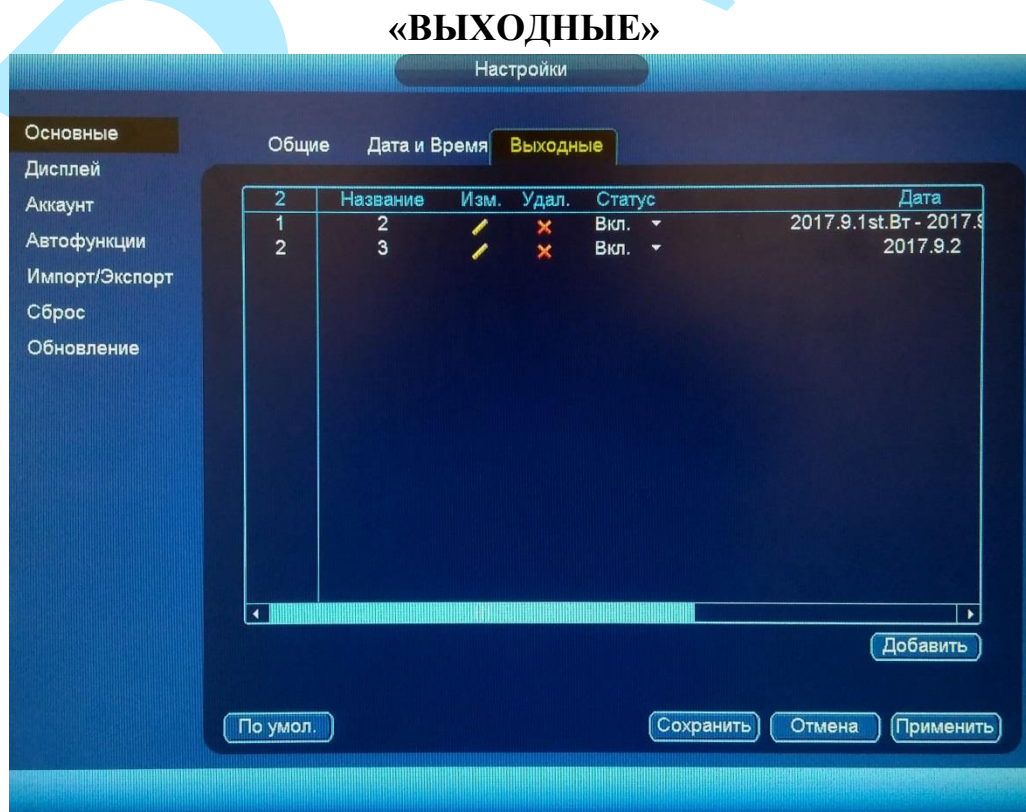 «ВЫХОДНЫЕ»
Настройки
Основные
Дисплей
Аккаунт
Автофункции
Импорт/Экспорт
Сброс
Обновление
Общие Дата и Время Выходные
2 Название Изм. Удал. Статус Дата
1 2 Вкл. 2017.9.1st.Вт - 2017.9
2 3 Вкл. 2017.9.2
Добавить
По умол. Сохранить Отмена Применить